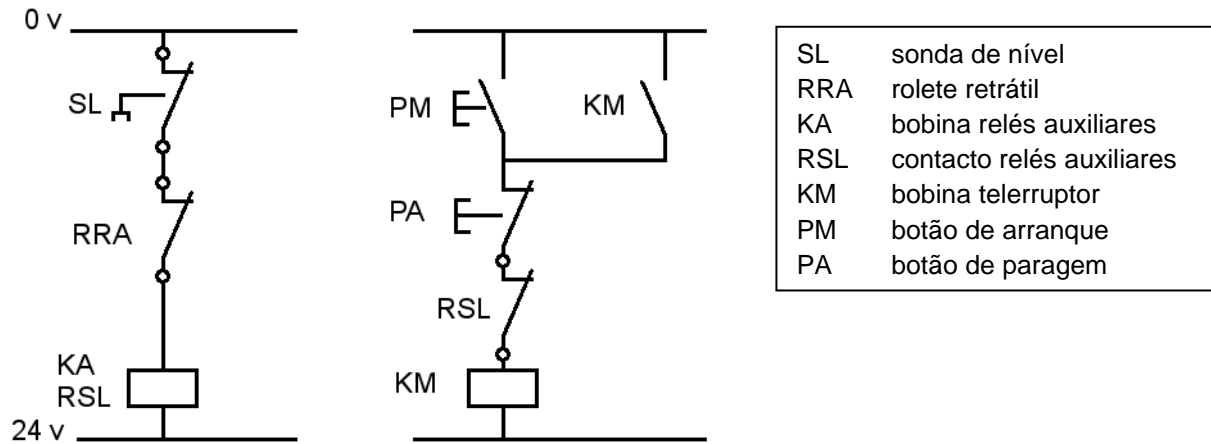 0 v
SL
RRA
KA
RSL
24 v
PM
KM
PA
RSL
KM
SL sonda de nível
RRA rolete retrátil
KA bobina relés auxiliares
RSL contacto relés auxiliares
KM bobina telerruptor
PM botão de arranque
PA botão de paragem